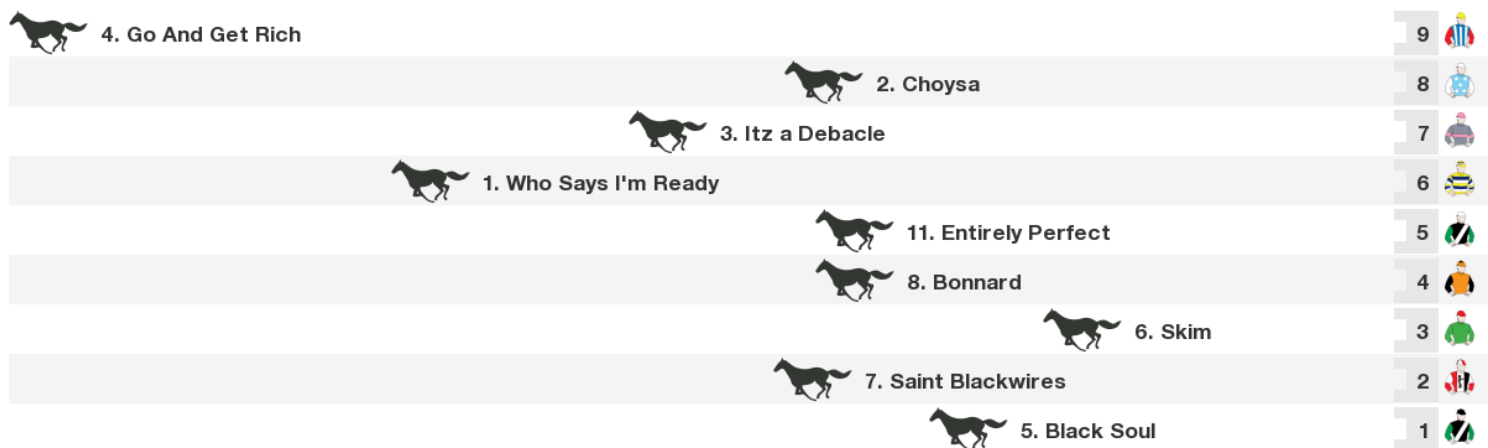 4. Go And Get Rich 9
2. Choysa 8
3. Itz a Debacle 7
1. Who Says I'm Ready 6
11. Entirely Perfect 5
8. Bonnard 4
6. Skim 3
7. Saint Blackwires 2
5. Black Soul 1